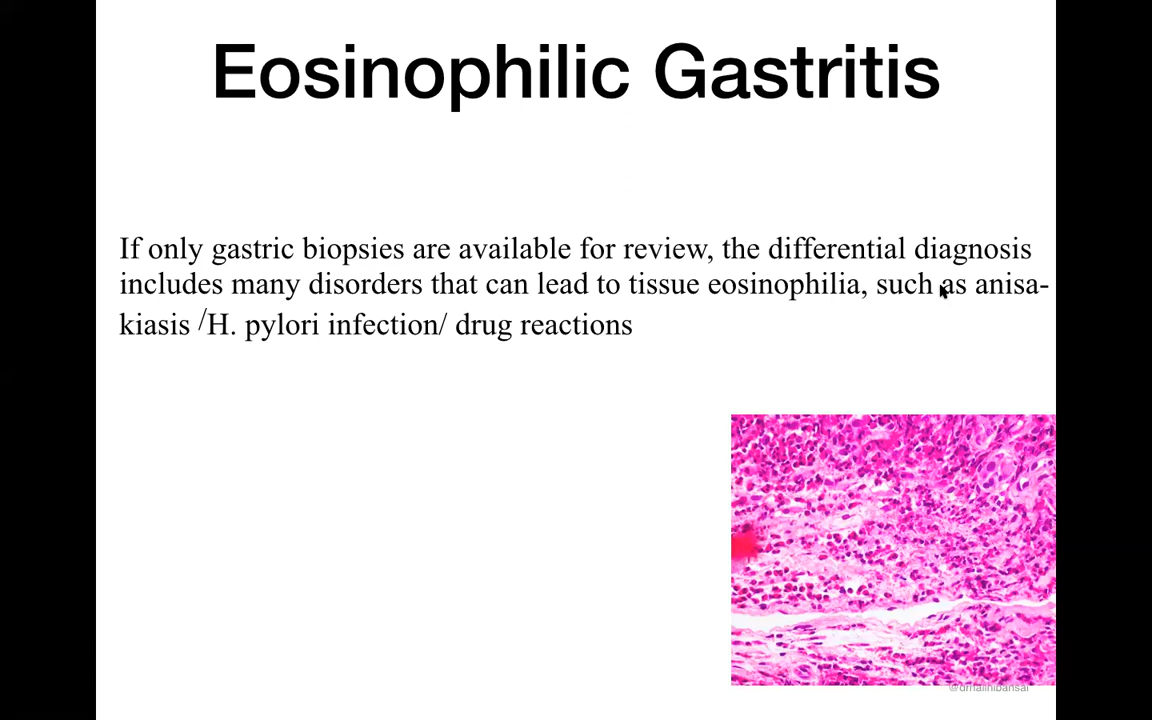 Eosinophilic Gastritis
If only gastric biopsies are available for review, the differential diagnosis
includes many disorders that can lead to tissue eosinophilia, such as anisa-
kiasis /H. pylori infection/ drug reactions
@drnalinibansal